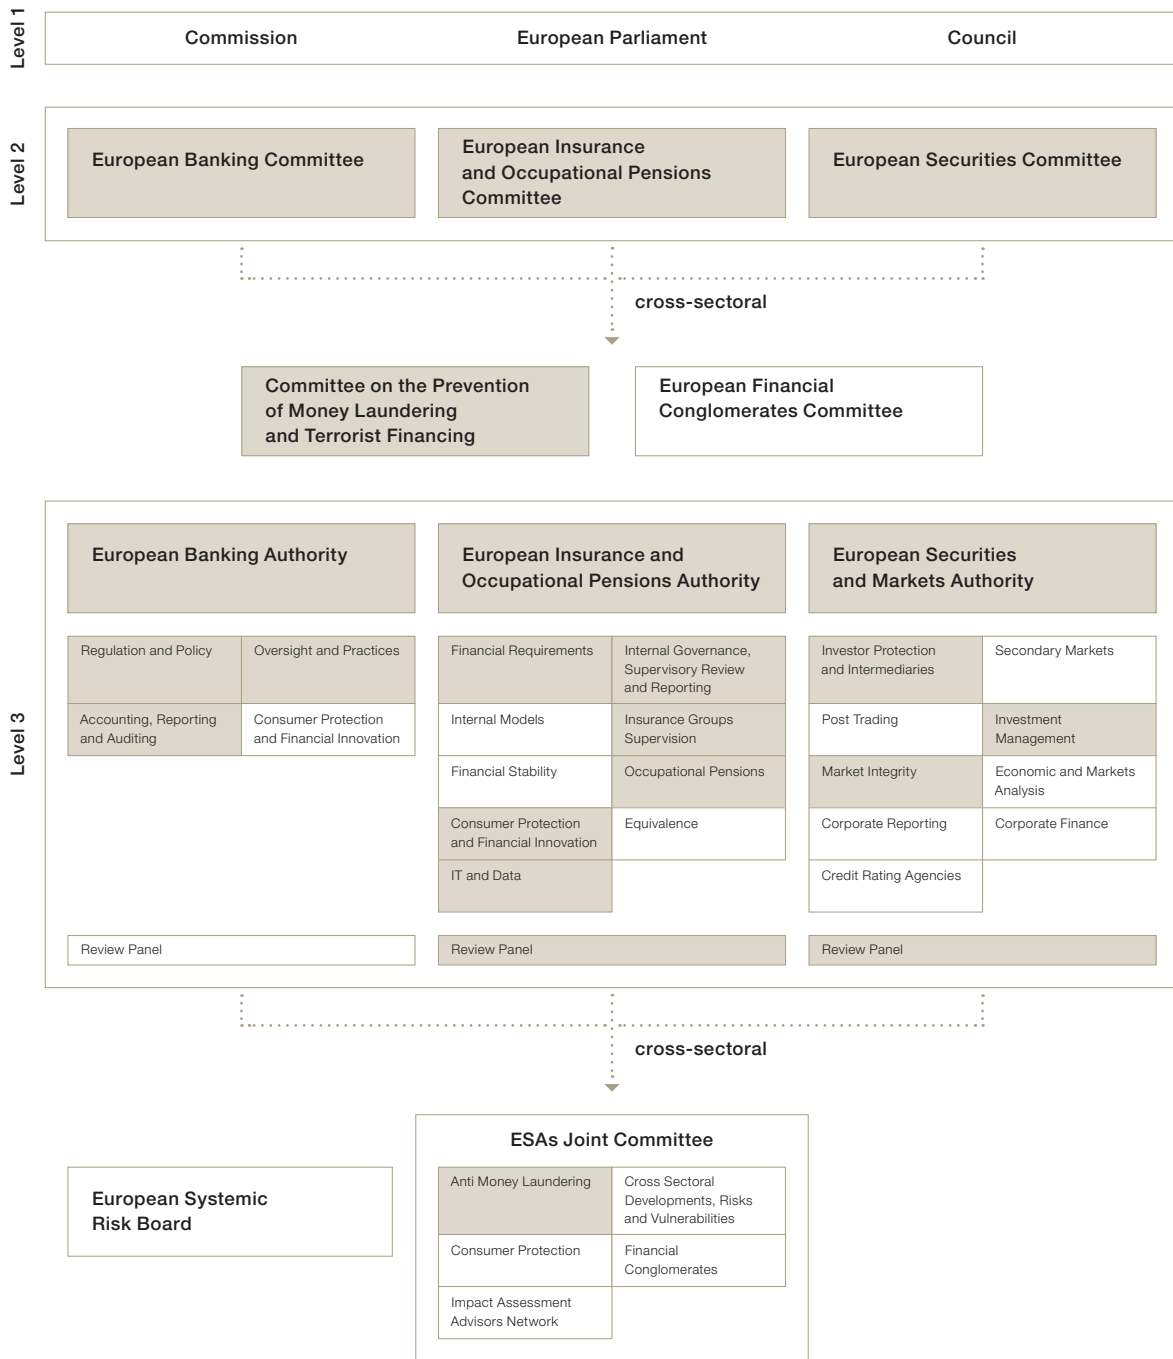 Level 1
Commission
European Parliament
Council
Level 2
European Banking Committee
European Insurance
and Occupational Pensions
Committee
European Securities Committee
cross-sectoral
Committee on the Prevention
of Money Laundering
and Terrorist Financing
European Financial
Conglomerates Committee
Level 3
European Banking Authority
European Insurance and
Occupational Pensions Authority
European Securities
and Markets Authority
Regulation and Policy
Oversight and Practices
Accounting, Reporting
and Auditing
Consumer Protection
and Financial Innovation
Financial Requirements
Internal Governance,
Supervisory Review
and Reporting
Internal Models
Insurance Groups
Supervision
Financial Stability
Occupational Pensions
Consumer Protection
and Financial Innovation
Equivalence
IT and Data
Investor Protection
and Intermediaries
Secondary Markets
Post Trading
Investment
Management
Market Integrity
Economic and Markets
Analysis
Corporate Reporting
Corporate Finance
Credit Rating Agencies
Review Panel
Review Panel
Review Panel
cross-sectoral
European Systemic
Risk Board
ESAs Joint Committee
Anti Money Laundering
Cross Sectoral
Developments, Risks
and Vulnerabilities
Consumer Protection
Financial
Conglomerates
Impact Assessment
Advisors Network